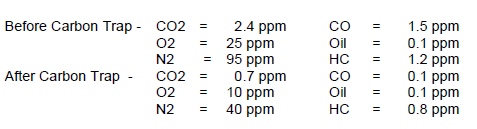 Before Carbon Trap - CO2 = 2.4 ppm CO = 1.5 ppm
O2 = 25 ppm Oil = 0.1 ppm
N2 = 95 ppm HC = 1.2 ppm
After Carbon Trap - CO2 = 0.7 ppm CO = 0.1 ppm
O2 = 10 ppm Oil = 0.1 ppm
N2 = 40 ppm HC = 0.8 ppm